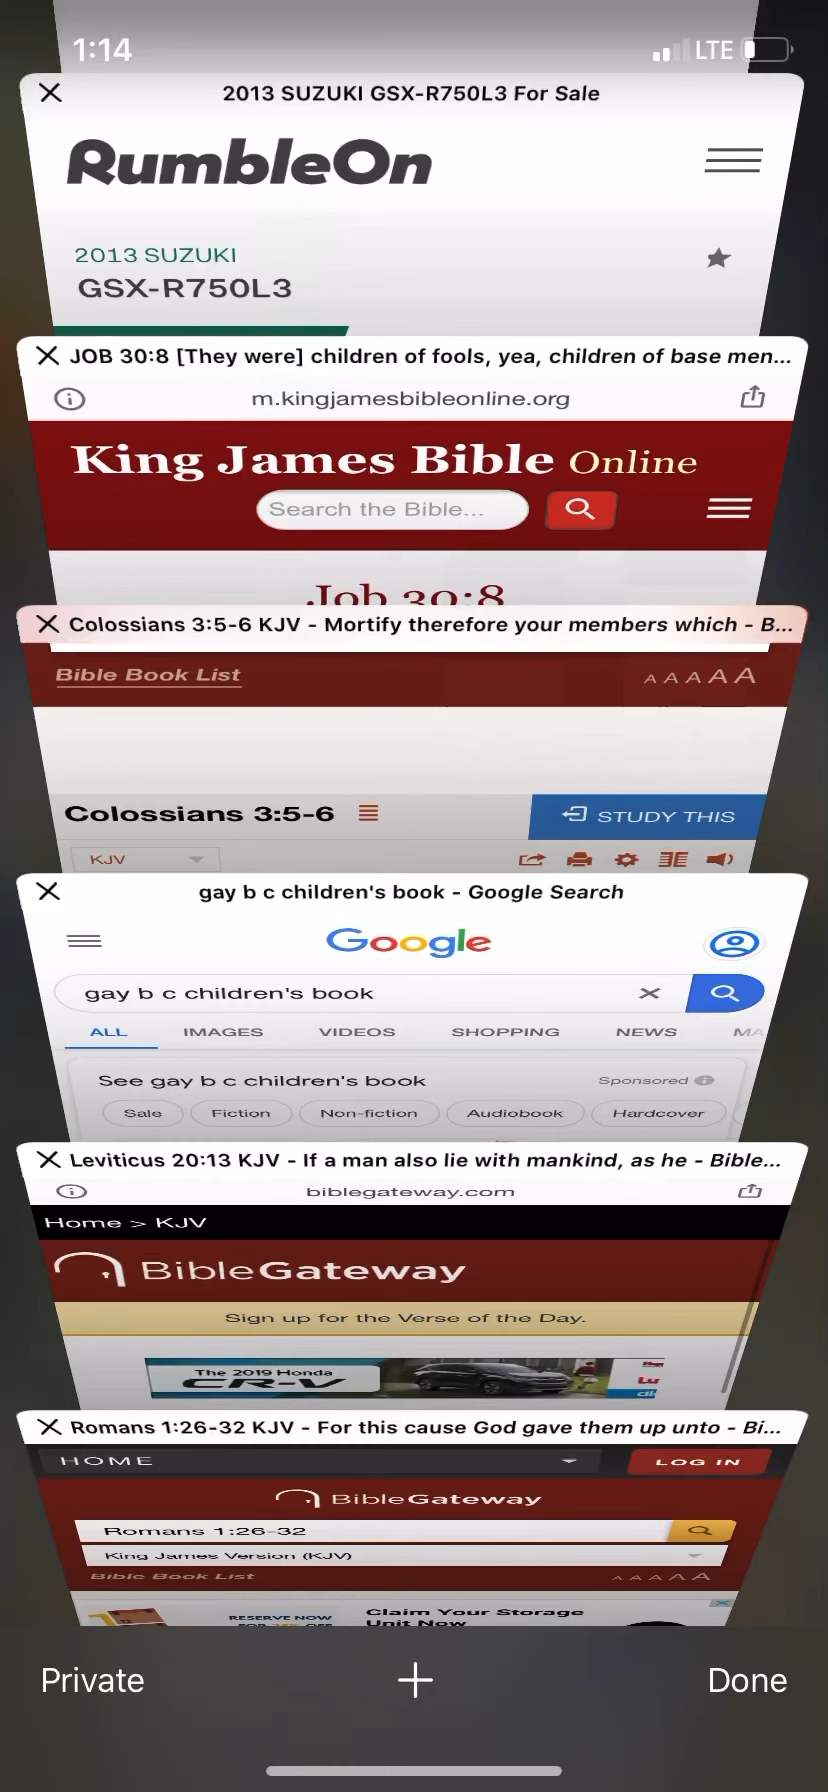 1:14
LTE
2013 SUZUKI GSX-R750L3 For Sale
RumbleOn
2013 SUZUKI
GSX-R750L3
JOB 30:8 [They were] children of fools, yea, children of base men...
m.kingjamesbibleonline.org
King James Bible Online
Search the Bible...
Job 30:8
Colossians 3:5-6 KJV - Mortify therefore your members which - B...
Bible Book List
A A A A A
Colossians 3:5-6
STUDY THIS
KJV
gay b c children's book - Google Search
Google
gay b c children's book
ALL IMAGES VIDEOS SHOPPING NEWS MA
See gay b c children's book
Sponsored
Sale Fiction Non-fiction Audiobook Hardcover
Leviticus 20:13 KJV - If a man also lie with mankind, as he - Bible...
biblegateway.com
Home > KJV
BibleGateway
Sign up for the Verse of the Day.
The 2019 Honda
CR-V
Romans 1:26-32 KJV - For this cause God gave them up unto - Bi...
HOME
LOG IN
BibleGateway
Romans 1:26-32
King James Version (KJV)
Bible Book List
A A A A A
RESERVE NOW
Claim Your Storage
Unit Now
Private
Done